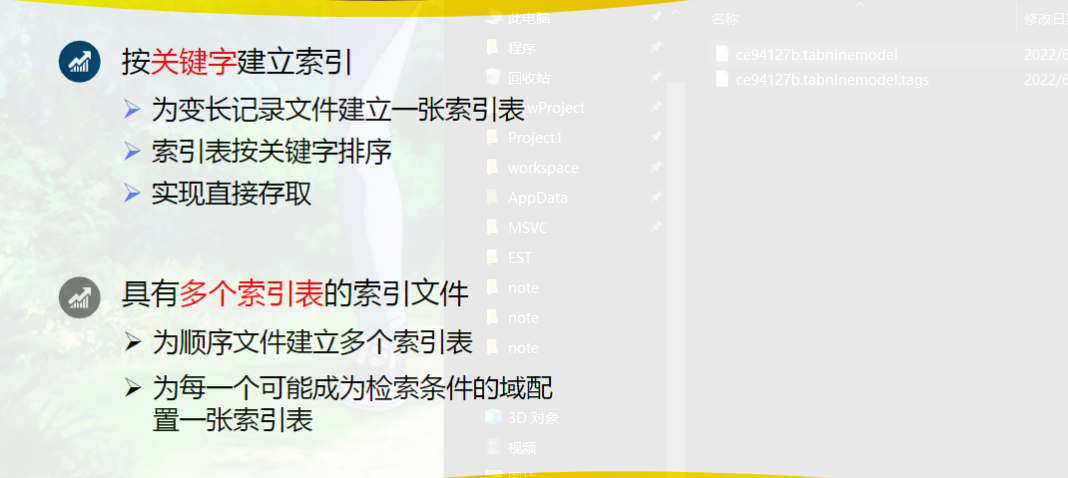 按关键字建立索引
为变长记录文件建立一张索引表
索引表按关键字排序
实现直接存取
具有多个索引表的索引文件
为顺序文件建立多个索引表
为每一个可能成为检索条件的域配
置一张索引表
此电脑
程序
回收站
Project1
workspace
AppData
MSVC
EST
note
note
note
3D 对象
视频
名称
修改日
ce94127b.tabninemodel
2022/6
ce94127b.tabninemodel.tags
2022/6